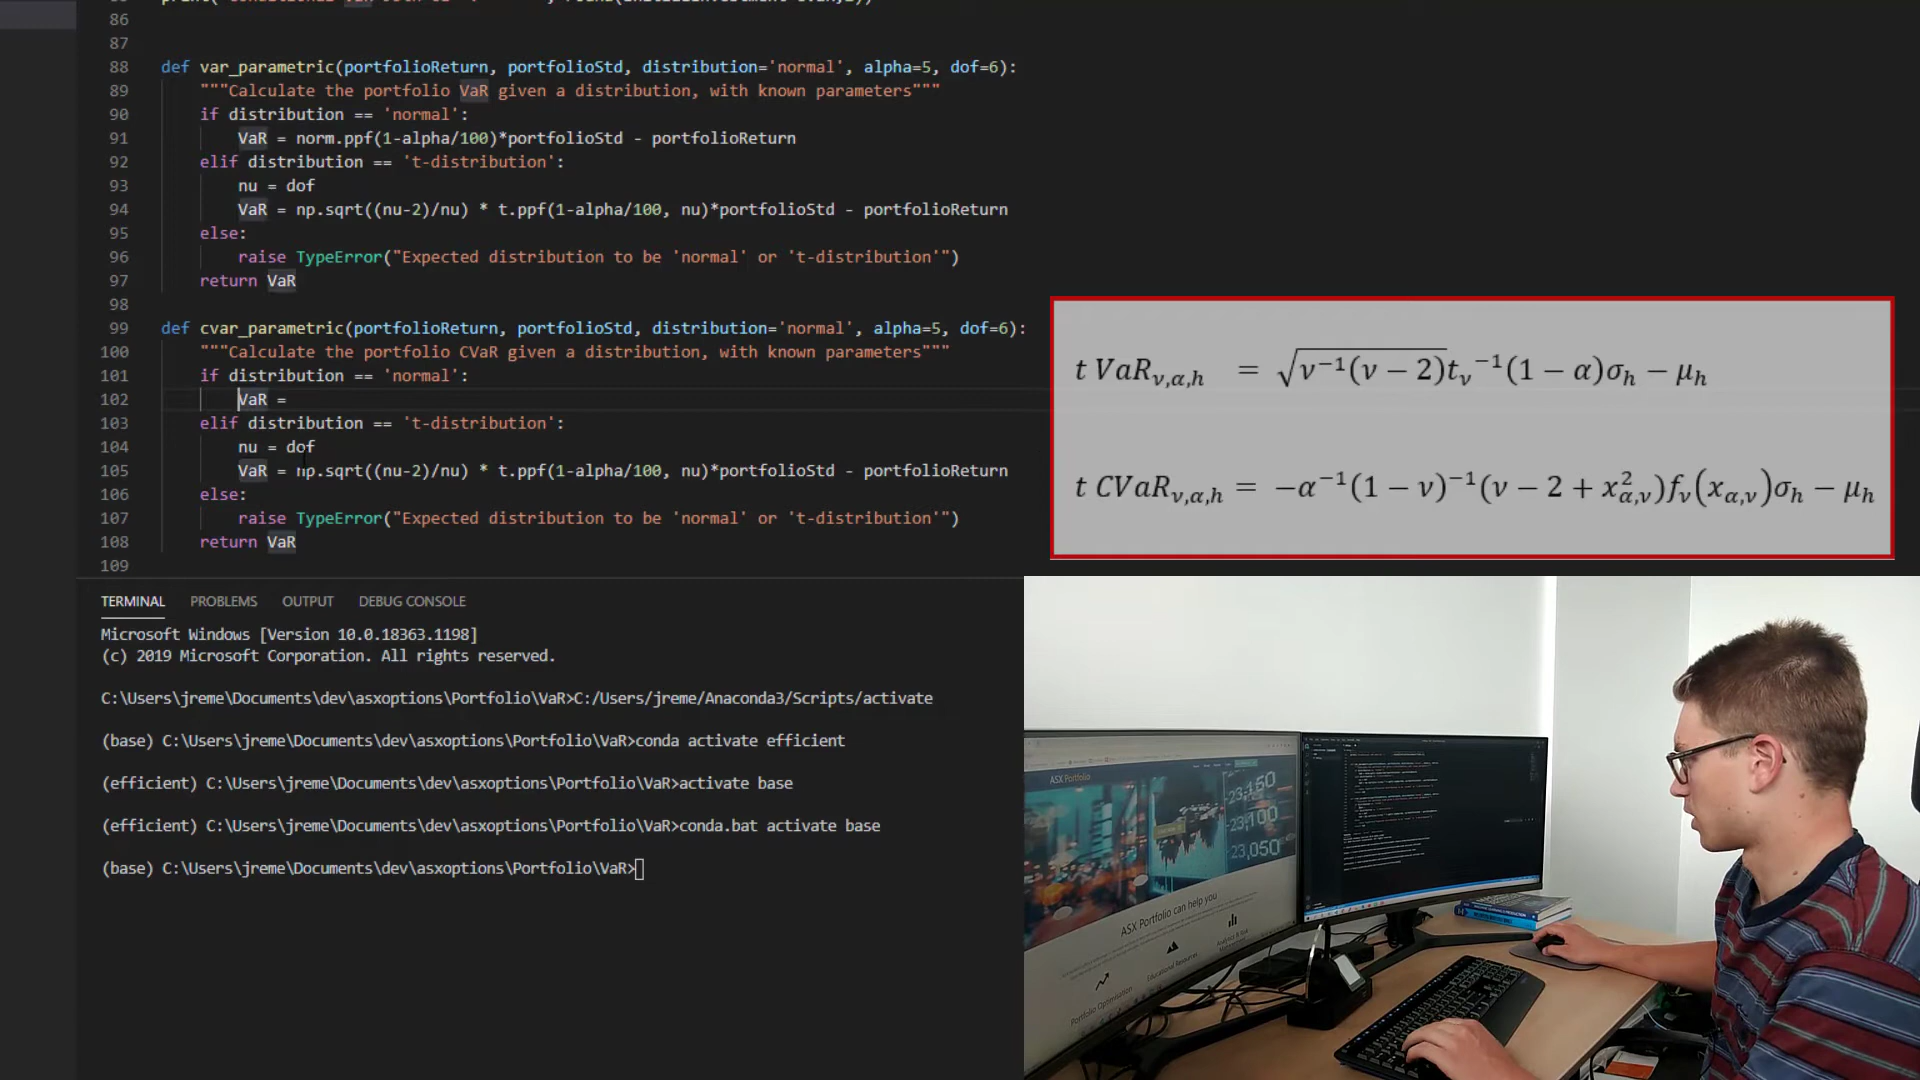 86
87
88 def var_parametric(portfolioReturn, portfolioStd, distribution='normal', alpha=5, dof=6):
89 """Calculate the portfolio VaR given a distribution, with known parameters"""
90 if distribution == 'normal':
91 VaR = norm.ppf(1-alpha/100)*portfolioStd - portfolioReturn
92 elif distribution == 't-distribution':
93 nu = dof
94 VaR = np.sqrt((nu-2)/nu) * t.ppf(1-alpha/100, nu)*portfolioStd - portfolioReturn
95 else:
96 raise TypeError("Expected distribution to be 'normal' or 't-distribution'")
97 return VaR
98
99 def cvar_parametric(portfolioReturn, portfolioStd, distribution='normal', alpha=5, dof=6):
100 """Calculate the portfolio CVaR given a distribution, with known parameters"""
101 if distribution == 'normal':
102 VaR =
103 elif distribution == 't-distribution':
104 nu = dof
105 VaR = np.sqrt((nu-2)/nu) * t.ppf(1-alpha/100, nu)*portfolioStd - portfolioReturn
106 else:
107 raise TypeError("Expected distribution to be 'normal' or 't-distribution'")
108 return VaR
109
t VaR_{ν,α,h} = √(ν⁻¹(ν − 2)) t_ν⁻¹(1 − α)σ_h − μ_h
t CVaR_{ν,α,h} = −α⁻¹(1 − ν)⁻¹(ν − 2 + x²_{α,ν})f_ν(x_{α,ν})σ_h − μ_h
TERMINAL PROBLEMS OUTPUT DEBUG CONSOLE
Microsoft Windows [Version 10.0.18363.1198]
(c) 2019 Microsoft Corporation. All rights reserved.
C:\Users\jreme\Documents\dev\asxoptions\Portfolio\VaR>C:/Users/jreme/Anaconda3/Scripts/activate
(base) C:\Users\jreme\Documents\dev\asxoptions\Portfolio\VaR>conda activate efficient
(efficient) C:\Users\jreme\Documents\dev\asxoptions\Portfolio\VaR>activate base
(efficient) C:\Users\jreme\Documents\dev\asxoptions\Portfolio\VaR>conda.bat activate base
(base) C:\Users\jreme\Documents\dev\asxoptions\Portfolio\VaR>
ASX Portfolio
23,150
23,100
23,050
ASX Portfolio can help you
Portfolio Optimisation
Educational Resources